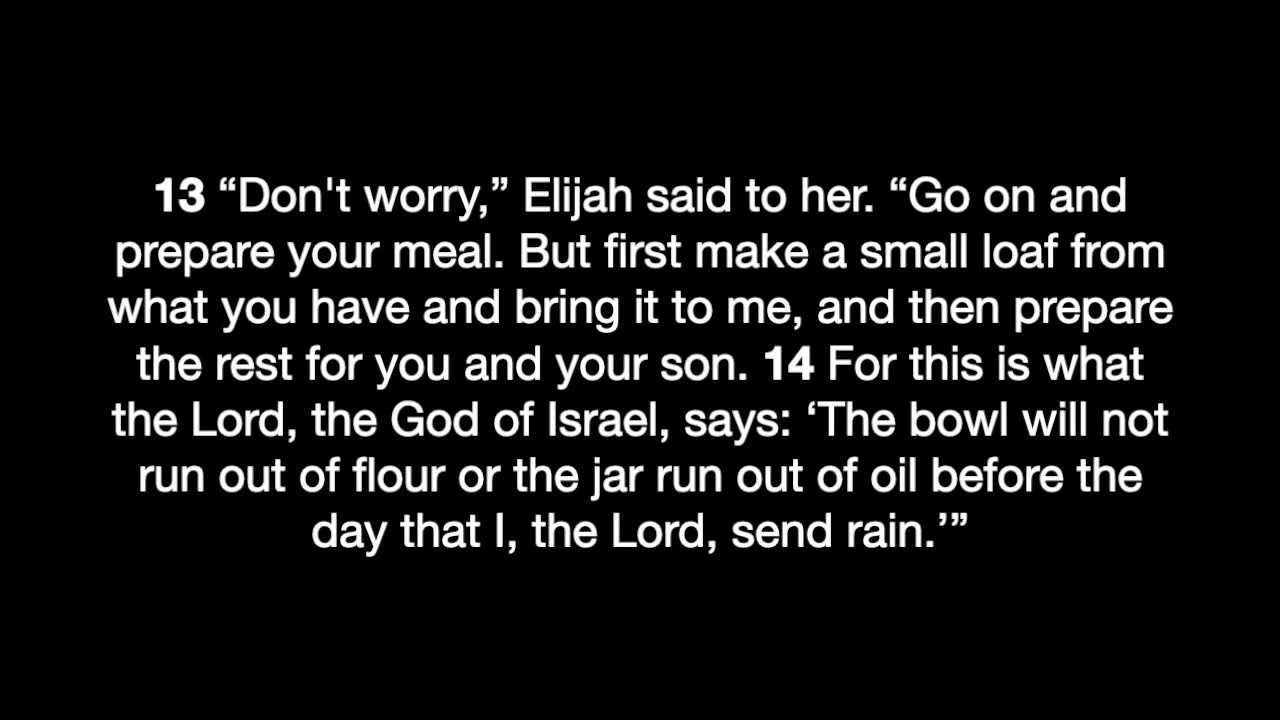 13 “Don't worry,” Elijah said to her. “Go on and
prepare your meal. But first make a small loaf from
what you have and bring it to me, and then prepare
the rest for you and your son. 14 For this is what
the Lord, the God of Israel, says: ‘The bowl will not
run out of flour or the jar run out of oil before the
day that I, the Lord, send rain.’”